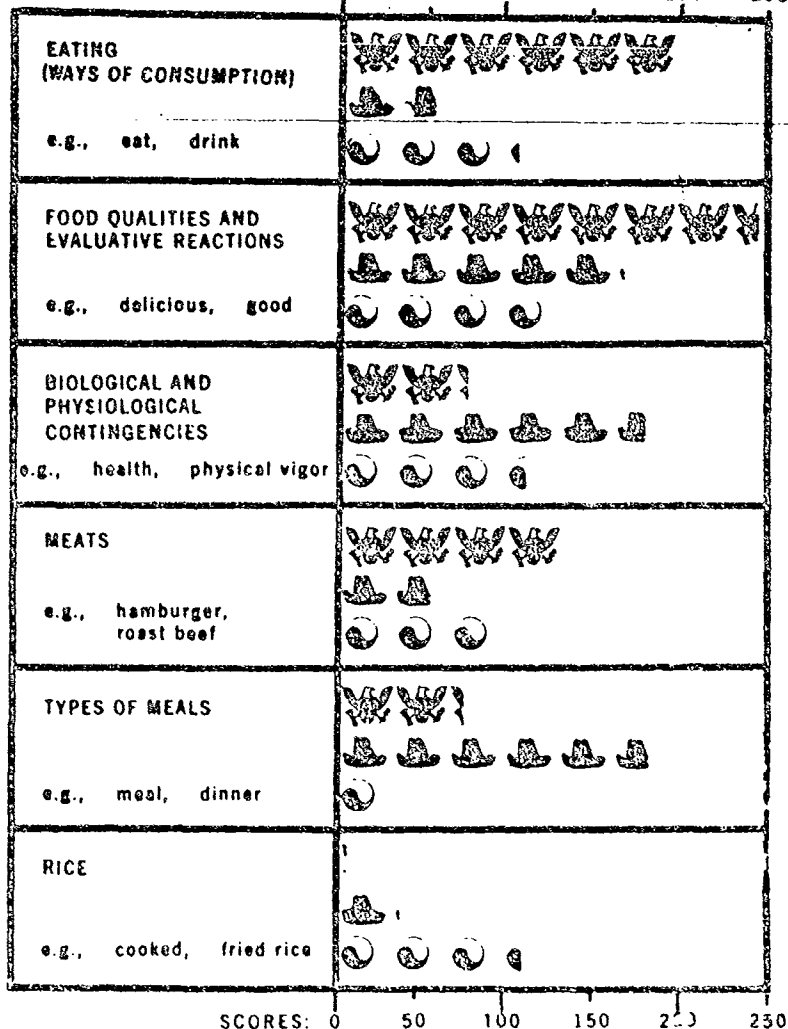 EATING
(WAYS OF CONSUMPTION)
e.g., eat, drink
FOOD QUALITIES AND
EVALUATIVE REACTIONS
e.g., delicious, good
BIOLOGICAL AND
PHYSIOLOGICAL
CONTINGENCIES
e.g., health, physical vigor
MEATS
e.g., hamburger,
roast beef
TYPES OF MEALS
e.g., meal, dinner
RICE
e.g., cooked, fried rice
SCORES: 0 50 100 150 230